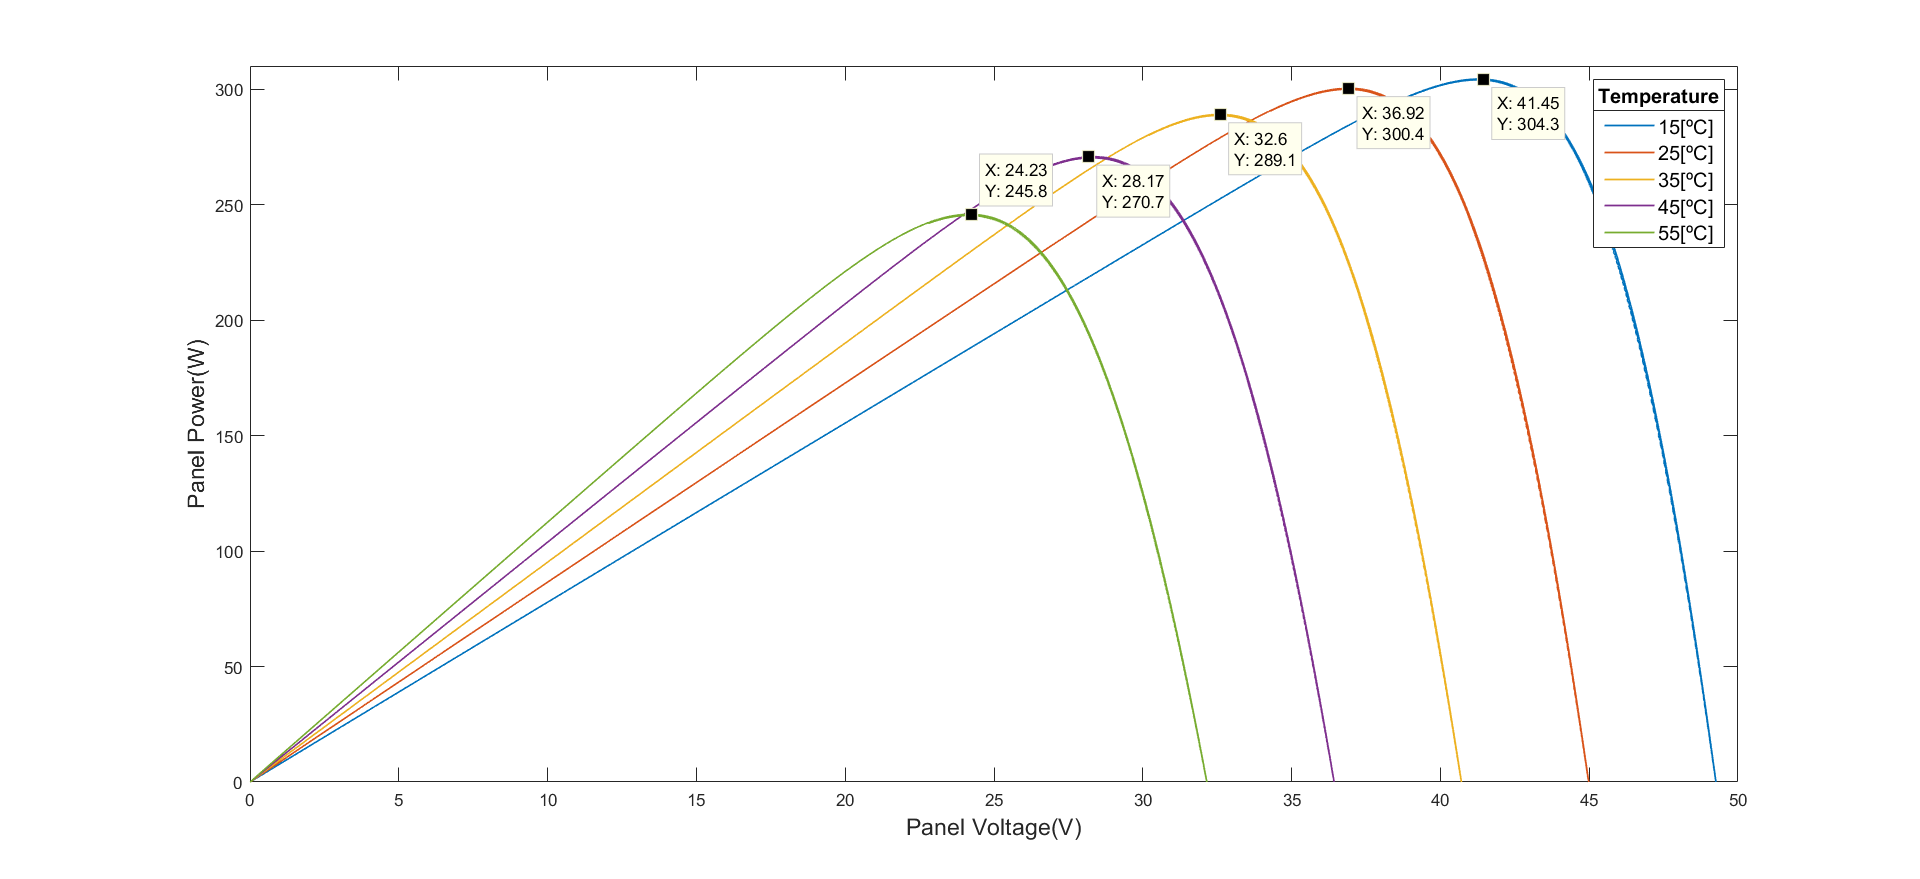 300
250
200
150
100
50
0
Panel Power(W)
X: 24.23
Y: 245.8
X: 28.17
Y: 270.7
X: 32.6
Y: 289.1
X: 36.92
Y: 300.4
X: 41.45
Y: 304.3
Temperature
15[ºC]
25[ºC]
35[ºC]
45[ºC]
55[ºC]
0 5 10 15 20 25 30 35 40 45 50
Panel Voltage(V)